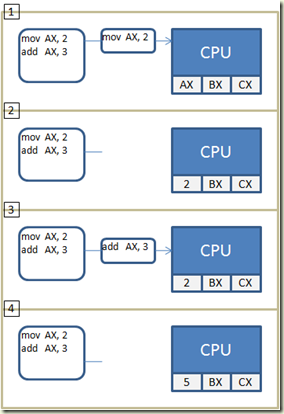 1
mov AX, 2
add AX, 3
mov AX, 2
CPU
AX BX CX
2
mov AX, 2
add AX, 3
CPU
2 BX CX
3
mov AX, 2
add AX, 3
add AX, 3
CPU
2 BX CX
4
mov AX, 2
add AX, 3
CPU
5 BX CX